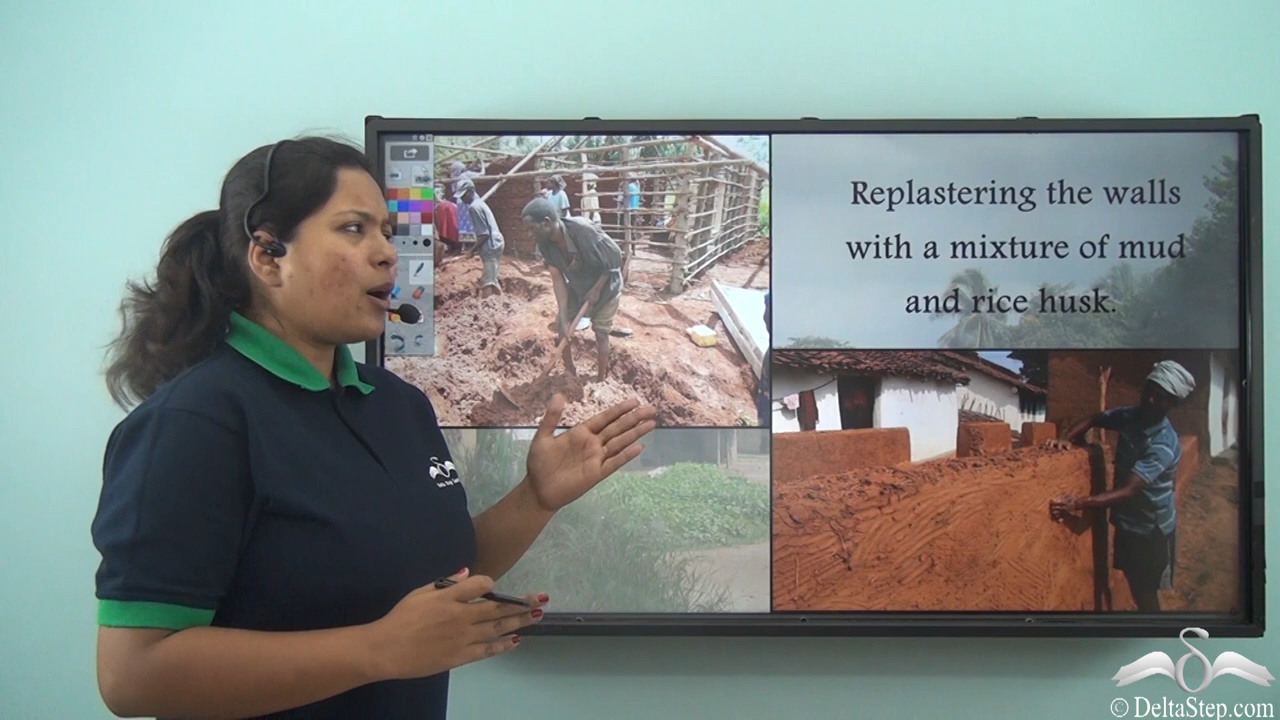 Replastering the walls
with a mixture of mud
and rice husk.
© DeltaStep.com